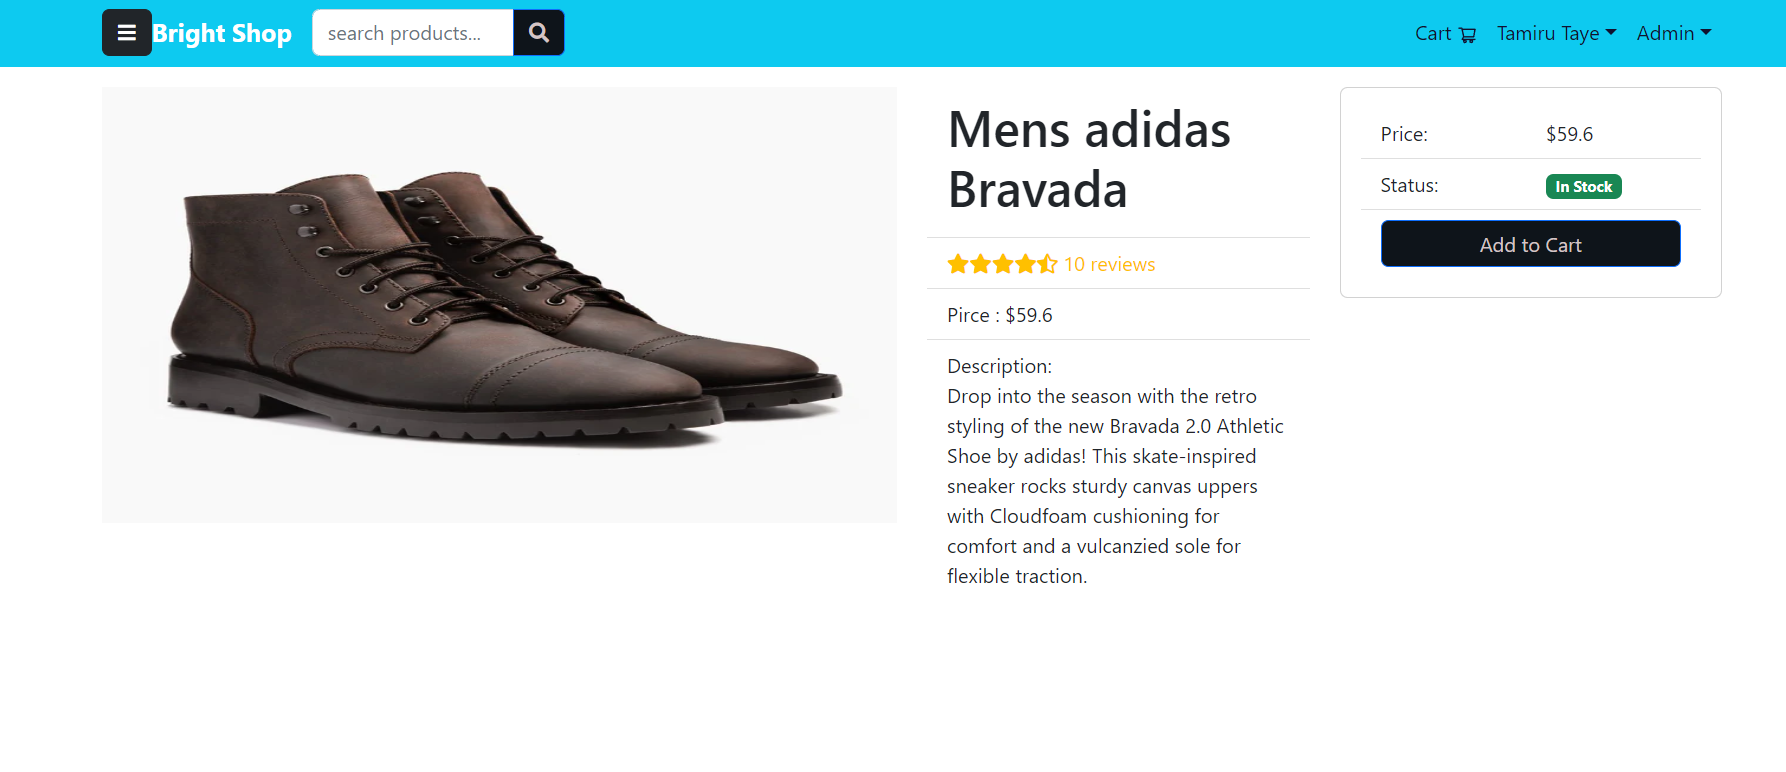 Bright Shop
search products...
Cart
Tamiru Taye
Admin
Mens adidas
Bravada
10 reviews
Pirce : $59.6
Description:
Drop into the season with the retro
styling of the new Bravada 2.0 Athletic
Shoe by adidas! This skate-inspired
sneaker rocks sturdy canvas uppers
with Cloudfoam cushioning for
comfort and a vulcanzied sole for
flexible traction.
Price: $59.6
Status: In Stock
Add to Cart